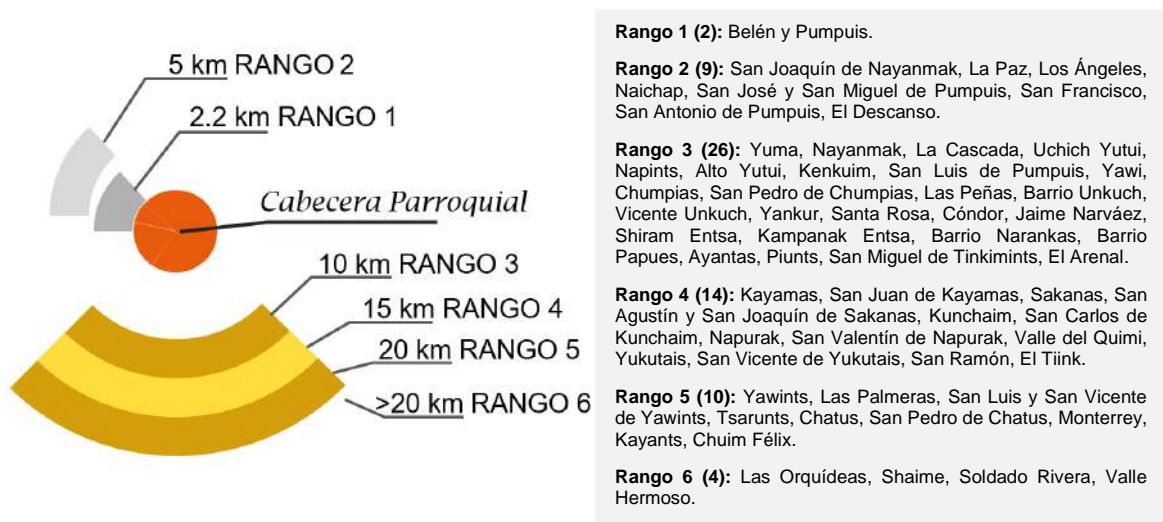 5 km RANGO 2
2.2 km RANGO 1
Cabecera Parroquial
10 km RANGO 3
15 km RANGO 4
20 km RANGO 5
>20 km RANGO 6
Rango 1 (2): Belén y Pumpuis.
Rango 2 (9): San Joaquín de Nayanmak, La Paz, Los Ángeles,
Naichap, San José y San Miguel de Pumpuis, San Francisco,
San Antonio de Pumpuis, El Descanso.
Rango 3 (26): Yuma, Nayanmak, La Cascada, Uchich Yutui,
Napints, Alto Yutui, Kenkuim, San Luis de Pumpuis, Yawi,
Chumpias, San Pedro de Chumpias, Las Peñas, Barrio Unkuch,
Vicente Unkuch, Yankur, Santa Rosa, Cóndor, Jaime Narváez,
Shiram Entsa, Kampanak Entsa, Barrio Narankas, Barrio
Papues, Ayantas, Piunts, San Miguel de Tinkimints, El Arenal.
Rango 4 (14): Kayamas, San Juan de Kayamas, Sakanas, San
Agustín y San Joaquín de Sakanas, Kunchaim, San Carlos de
Kunchaim, Napurak, San Valentín de Napurak, Valle del Quimi,
Yukutais, San Vicente de Yukutais, San Ramón, El Tiink.
Rango 5 (10): Yawints, Las Palmeras, San Luis y San Vicente
de Yawints, Tsarunts, Chatus, San Pedro de Chatus, Monterrey,
Kayants, Chuim Félix.
Rango 6 (4): Las Orquídeas, Shaime, Soldado Rivera, Valle
Hermoso.